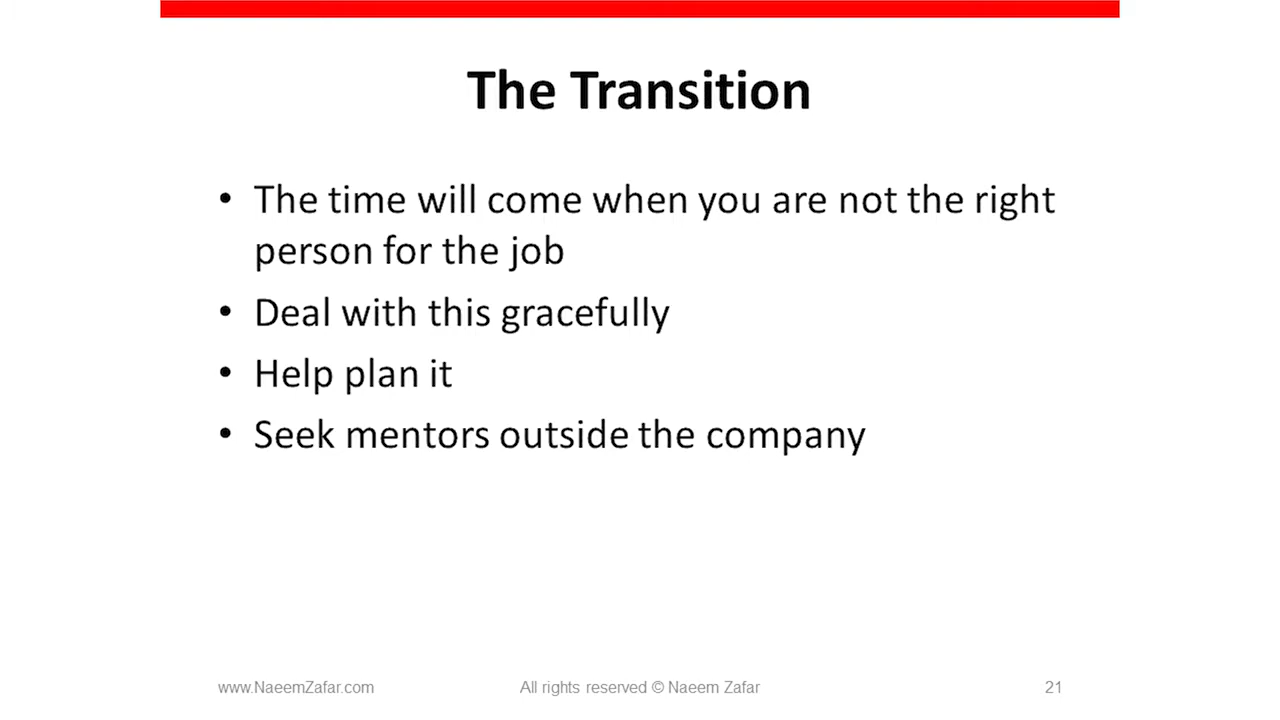 The Transition
• The time will come when you are not the right
person for the job
• Deal with this gracefully
• Help plan it
• Seek mentors outside the company
www.NaeemZafar.com
All rights reserved © Naeem Zafar
21